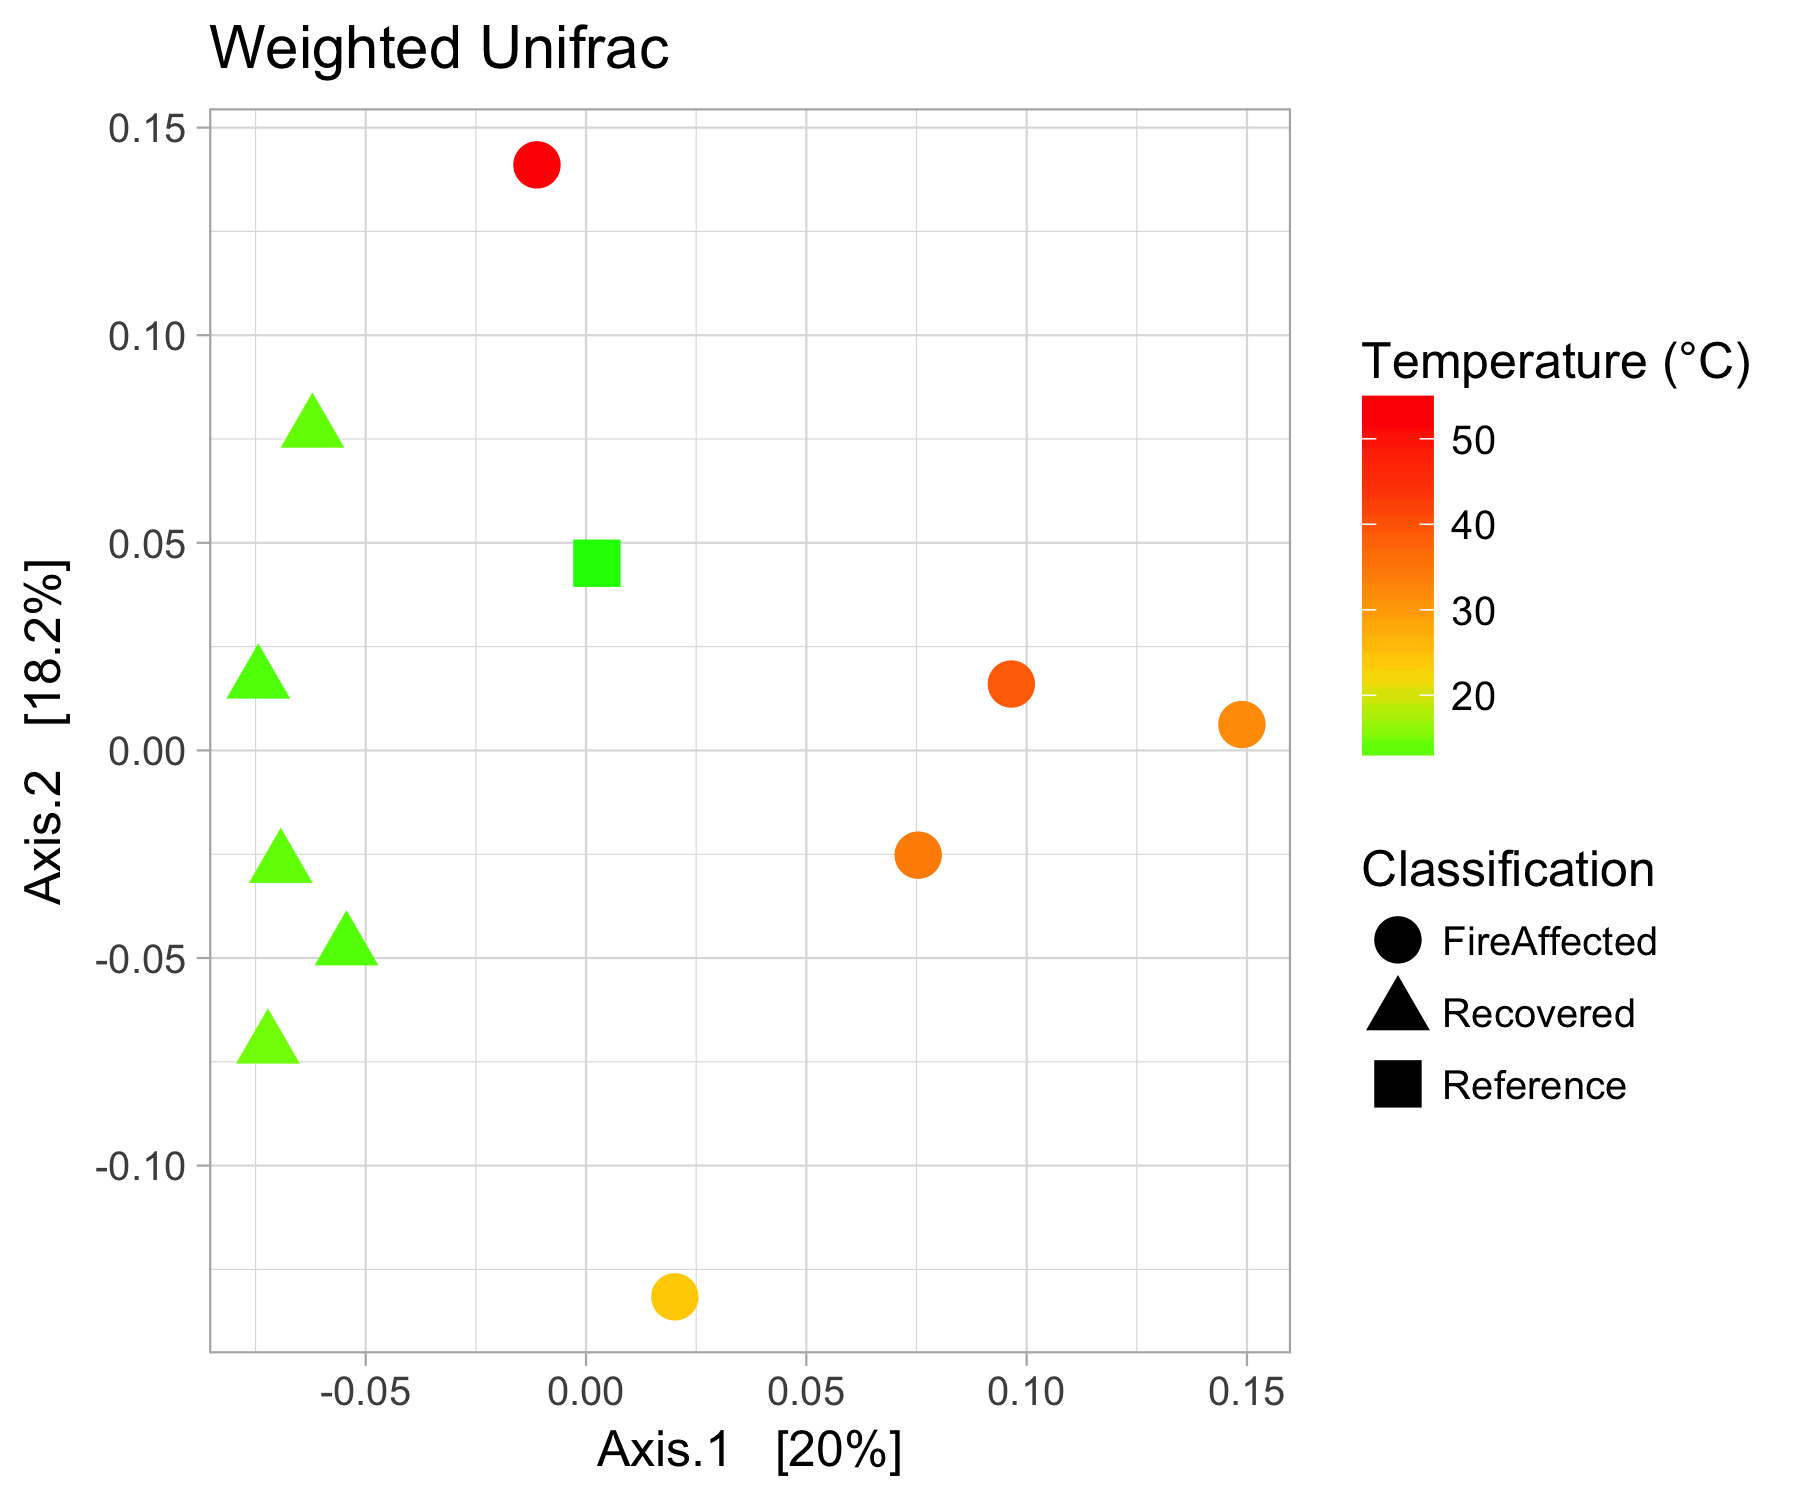 Weighted Unifrac
0.15
0.10
0.05
0.00
-0.05
-0.10
Axis.2 [18.2%]
-0.05 0.00 0.05 0.10 0.15
Axis.1 [20%]
Temperature (°C)
50
40
30
20
Classification
FireAffected
Recovered
Reference